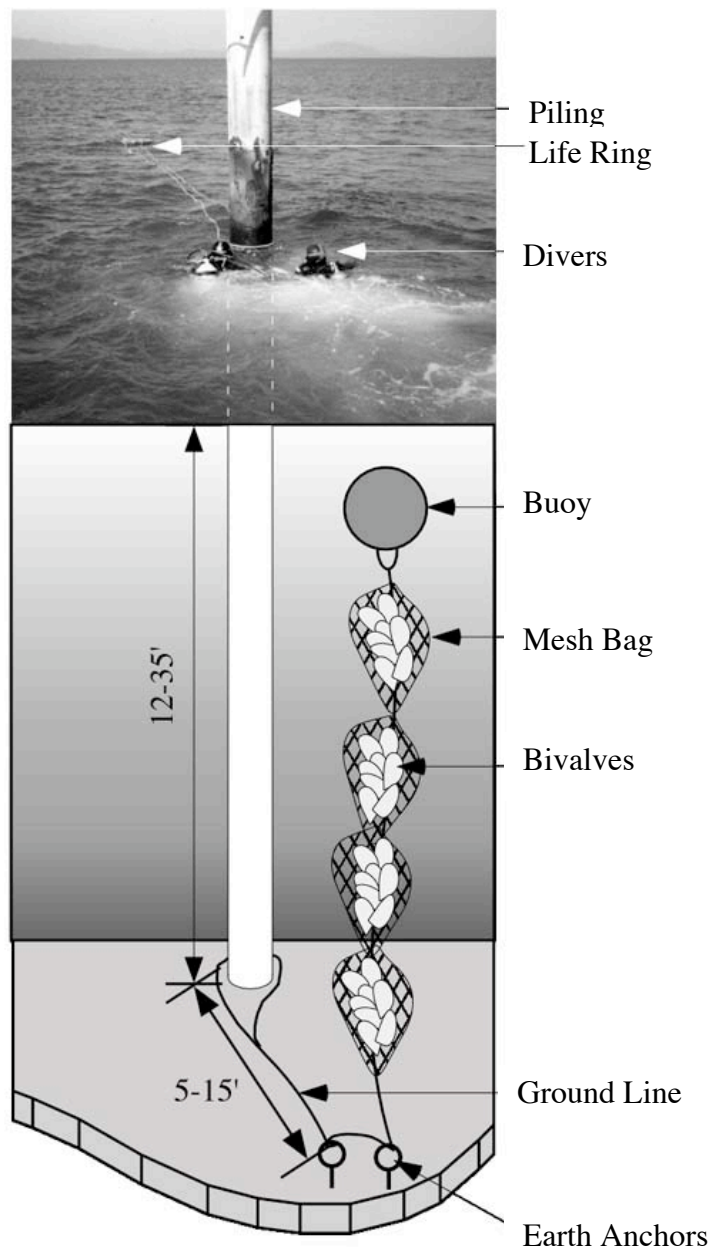 Piling
Life Ring
Divers
Buoy
12-35'
Mesh Bag
Bivalves
5-15'
Ground Line
Earth Anchors